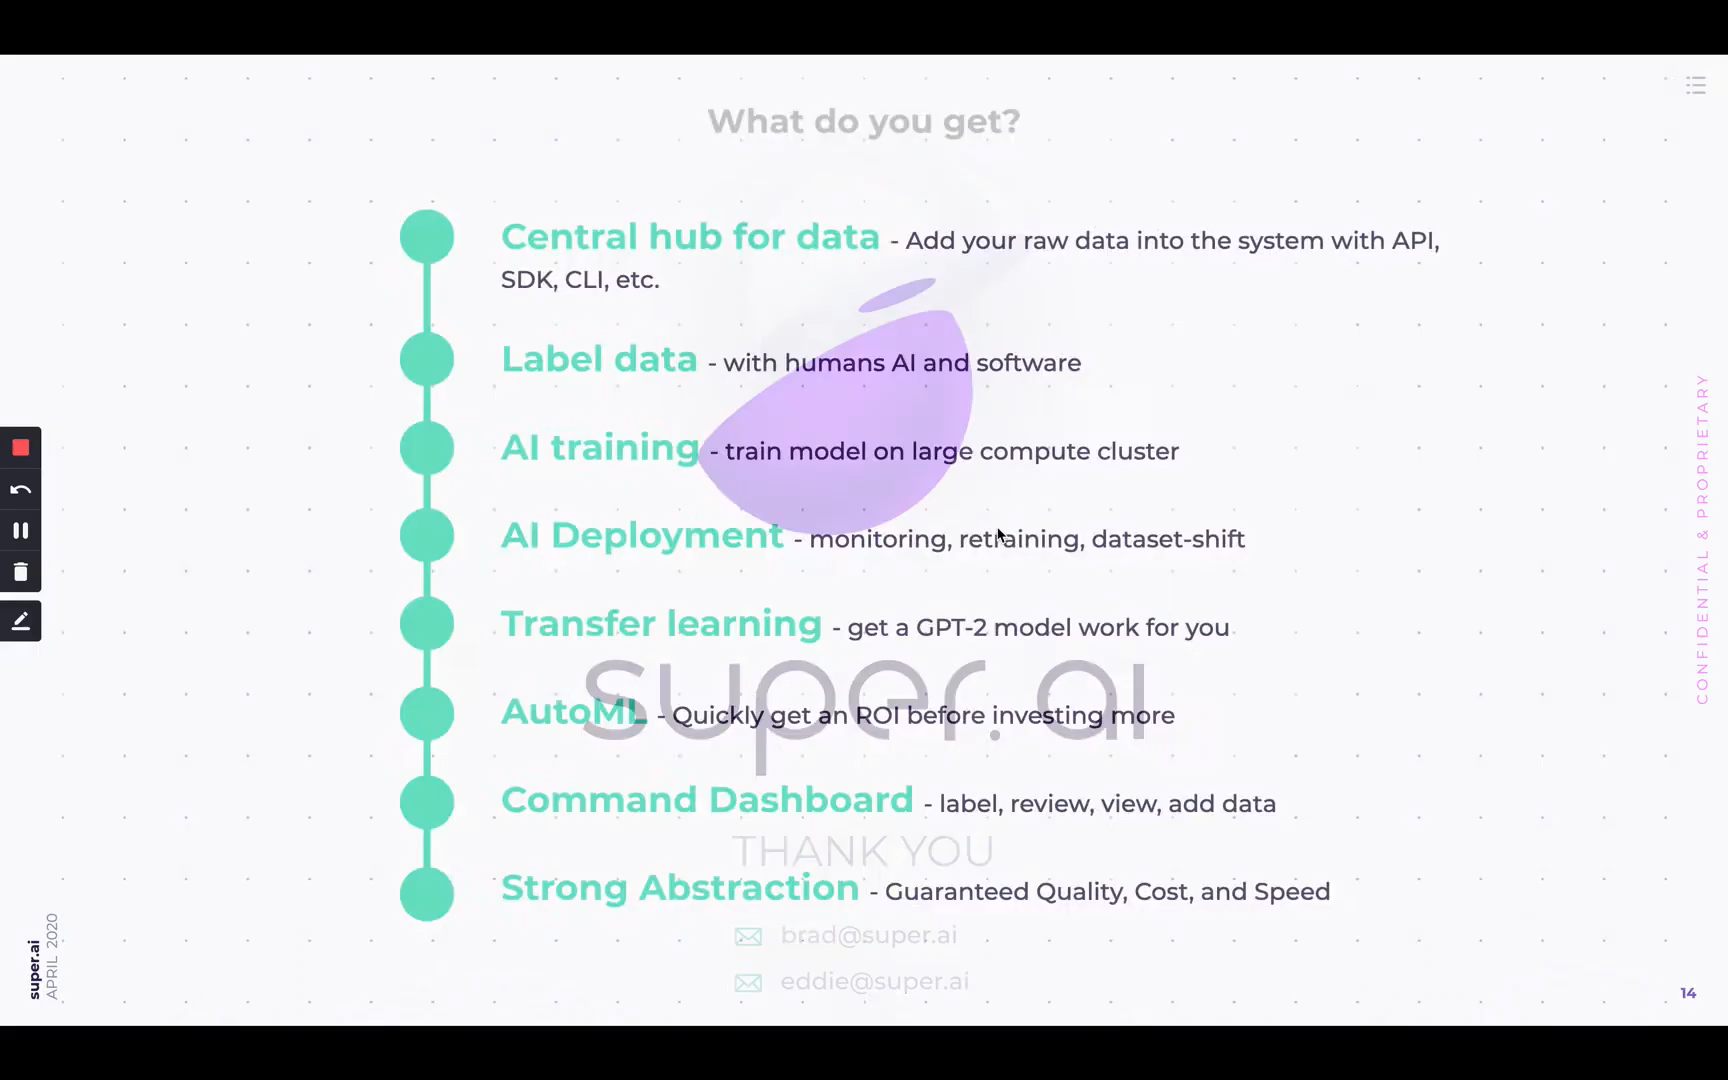 What do you get?
Central hub for data - Add your raw data into the system with API,
SDK, CLI, etc.
Label data - with humans AI and software
AI training - train model on large compute cluster
AI Deployment - monitoring, retraining, dataset-shift
Transfer learning - get a GPT-2 model work for you
super.ai
AutoML - Quickly get an ROI before investing more
Command Dashboard - label, review, view, add data
THANK YOU
Strong Abstraction - Guaranteed Quality, Cost, and Speed
brad@super.ai
eddie@super.ai
CONFIDENTIAL & PROPRIETARY
super.ai
APRIL 2020
14